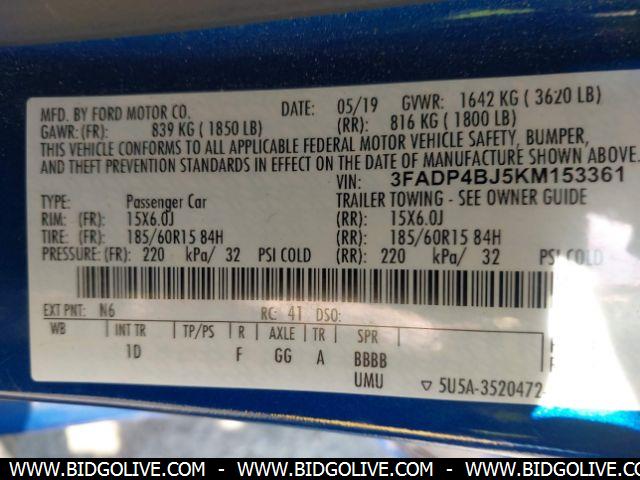 MFD. BY FORD MOTOR CO. DATE: 05/19 GVWR: 1642 KG ( 3620 LB)
GAWR: (FR): 839 KG ( 1850 LB) (RR): 816 KG ( 1800 LB)
THIS VEHICLE CONFORMS TO ALL APPLICABLE FEDERAL MOTOR VEHICLE SAFETY, BUMPER,
AND THEFT PREVENTION STANDARDS IN EFFECT ON THE DATE OF MANUFACTURE SHOWN ABOVE.
VIN: 3FADP4BJ5KM153361
TYPE: Passenger Car TRAILER TOWING - SEE OWNER GUIDE
RIM: (FR): 15X6.0J (RR): 15X6.0J
TIRE: (FR): 185/60R15 84H (RR): 185/60R15 84H
PRESSURE: (FR): 220 kPa/ 32 PSI COLD (RR): 220 kPa/ 32 PSI COLD
EXT PNT: N6 RC: 41 DSO:
WB INT TR TP/PS R AXLE TR SPR
1D F GG A BBBB
UMU ▽ 5U5A-3520472-
WWW.BIDGOLIVE.COM - WWW.BIDGOLIVE.COM - WWW.BIDGOLIVE.COM